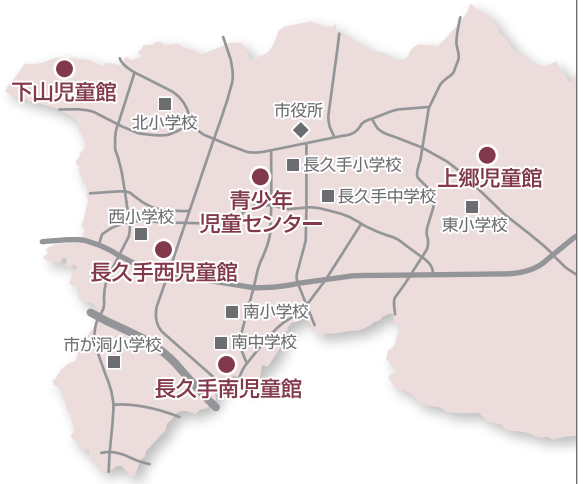 下山児童館
北小学校
市役所
長久手小学校
上郷児童館
青少年
児童センター
長久手中学校
東小学校
西小学校
長久手西児童館
南小学校
市が洞小学校
南中学校
長久手南児童館